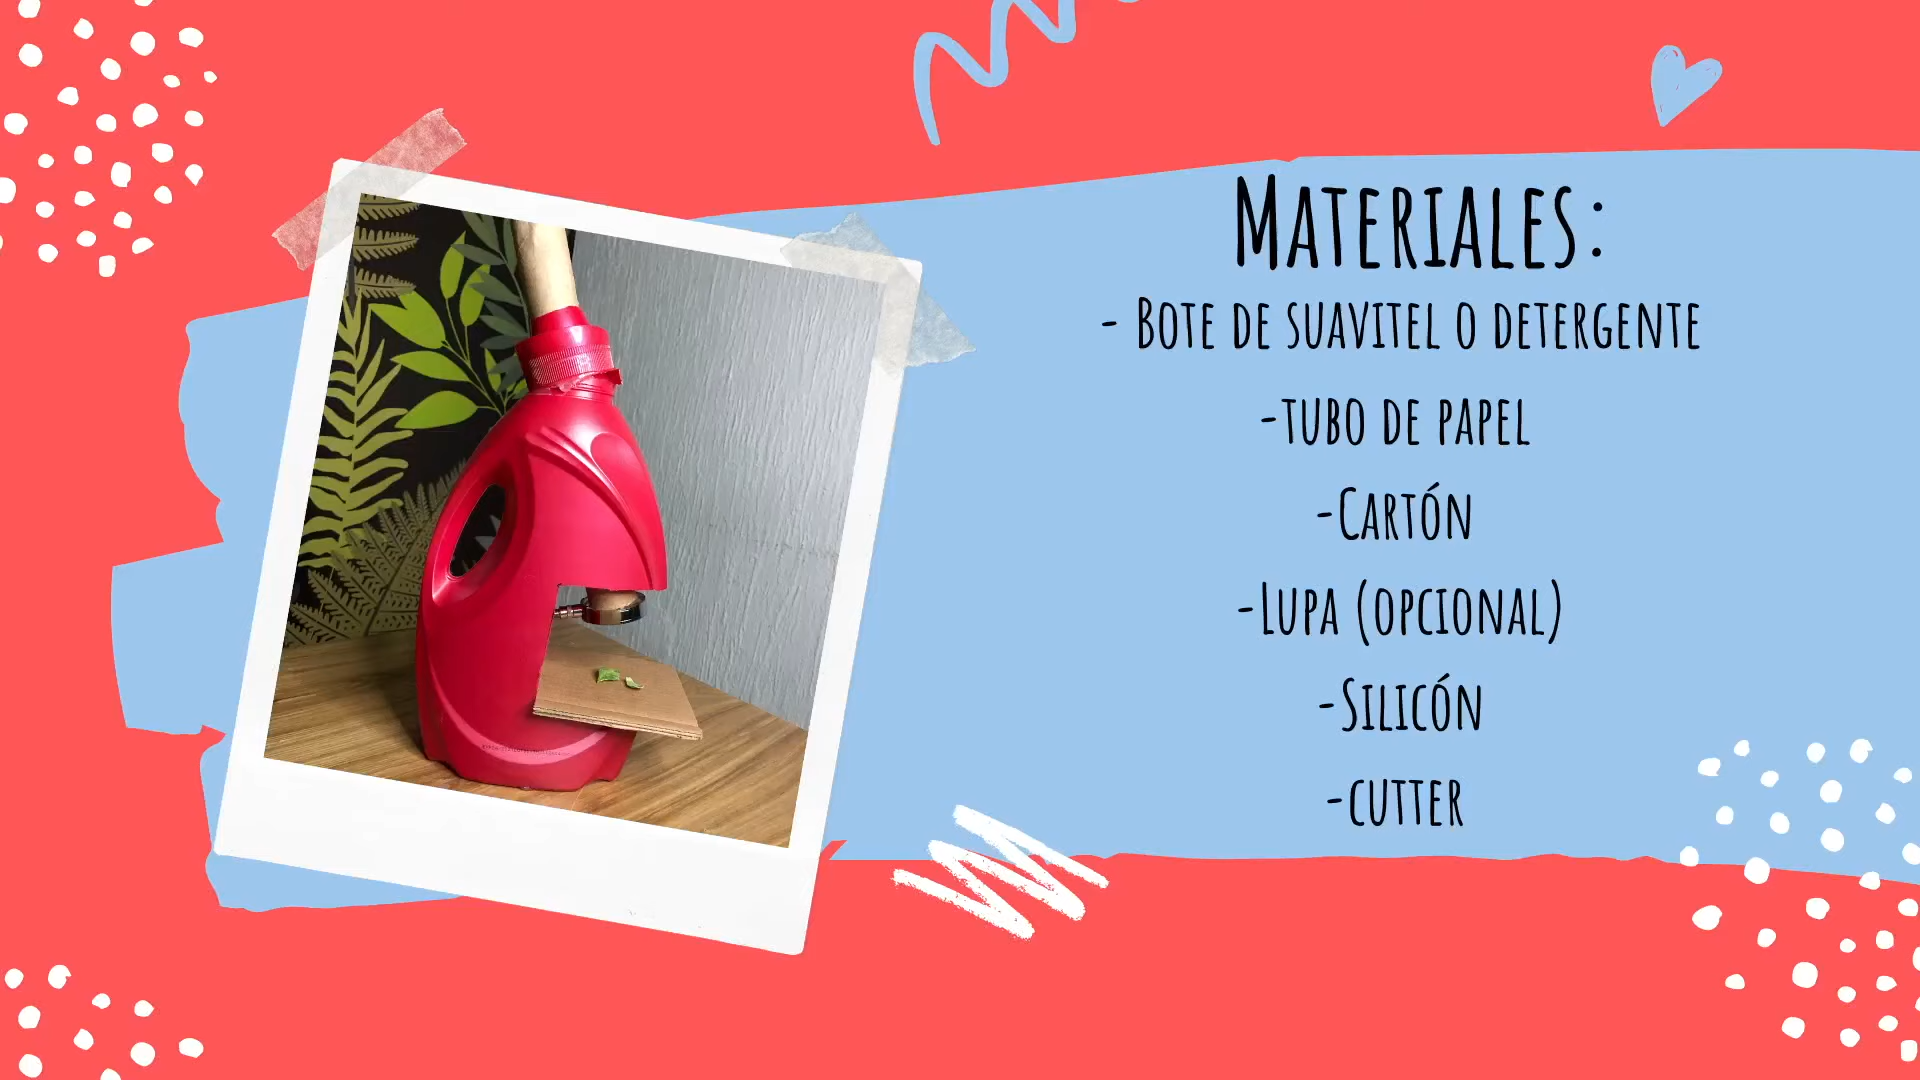 Materiales:
- Bote de suavitel o detergente
-tubo de papel
-Cartón
-Lupa (opcional)
-Silicón
-cutter